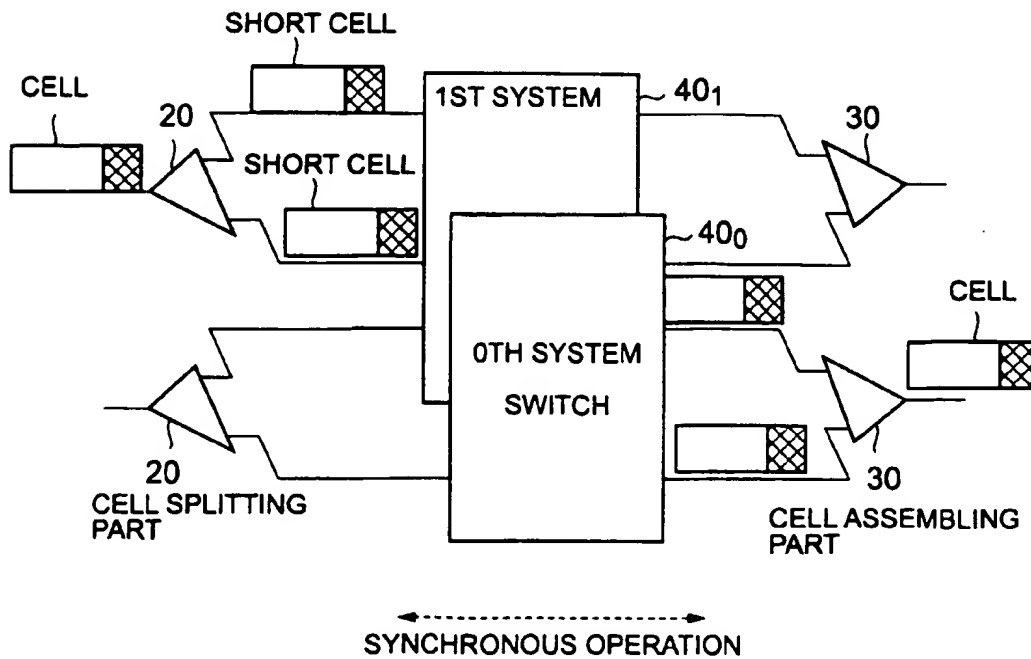 SHORT CELL
CELL
20
1ST SYSTEM
40₁
30
SHORT CELL
40₀
CELL
0TH SYSTEM
SWITCH
20
CELL SPLITTING
PART
30
CELL ASSEMBLING
PART
SYNCHRONOUS OPERATION